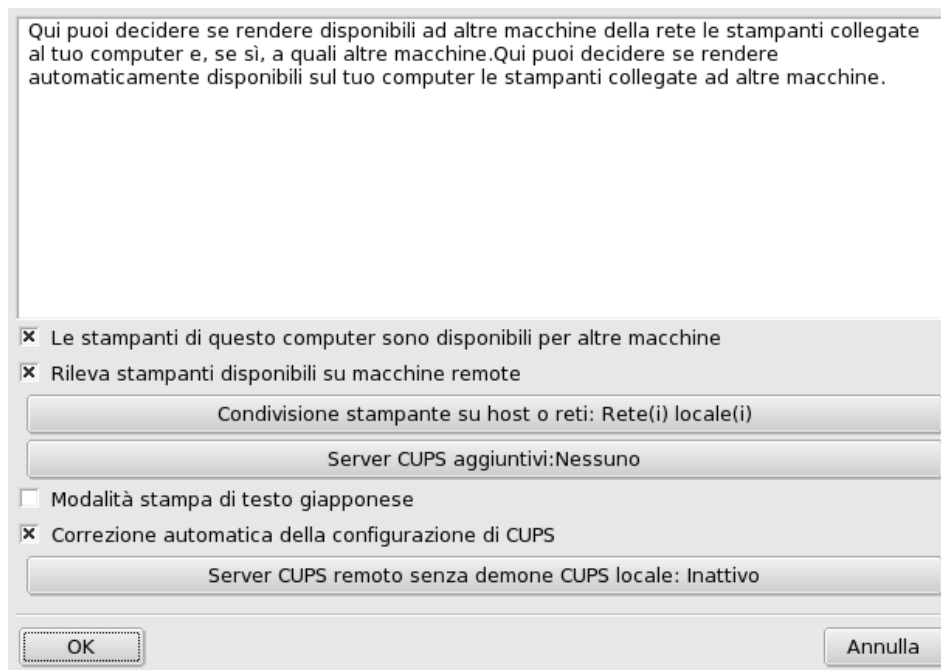 Qui puoi decidere se rendere disponibili ad altre macchine della rete le stampanti collegate
al tuo computer e, se sì, a quali altre macchine.Qui puoi decidere se rendere
automaticamente disponibili sul tuo computer le stampanti collegate ad altre macchine.
Le stampanti di questo computer sono disponibili per altre macchine
Rileva stampanti disponibili su macchine remote
Condivisione stampante su host o reti: Rete(i) locale(i)
Server CUPS aggiuntivi:Nessuno
Modalità stampa di testo giapponese
Correzione automatica della configurazione di CUPS
Server CUPS remoto senza demone CUPS locale: Inattivo
OK
Annulla